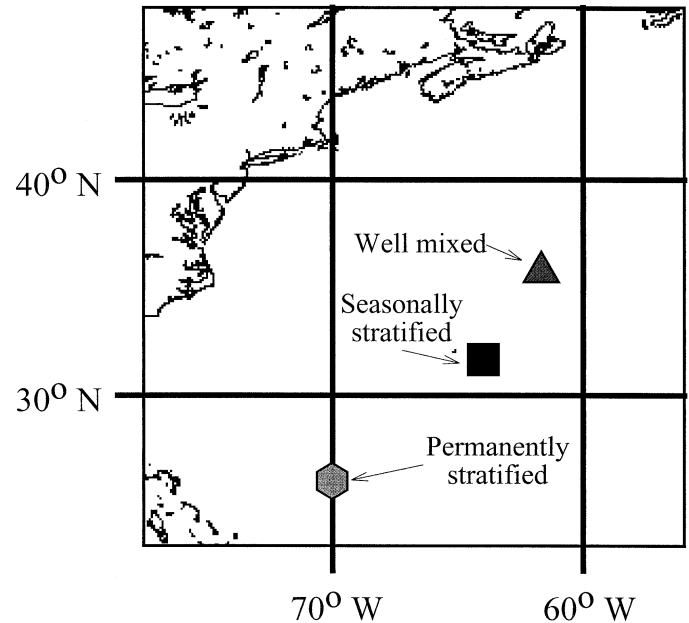 40° N
Well mixed
Seasonally
stratified
30° N
Permanently
stratified
70° W
60° W